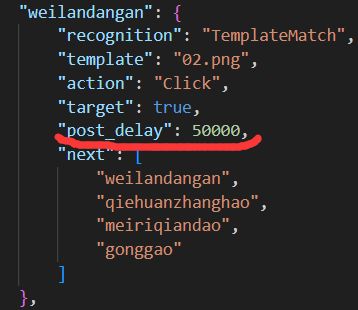 "weilandangan": {
"recognition": "TemplateMatch",
"template": "02.png",
"action": "Click",
"target": true,
"post_delay": 50000,
"next": [
"weilandangan",
"qiehuanzhanghao",
"meiriqiandao",
"gonggao"
]
},